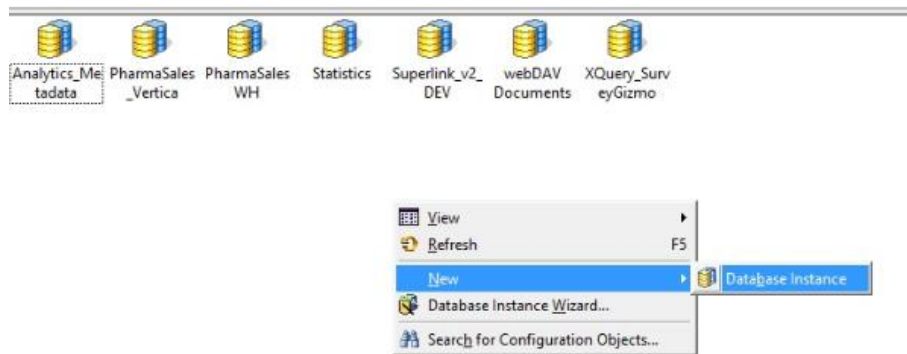 Analytics_Me PharmaSales PharmaSales Statistics Superlink_v2_ webDAV XQuery_Surv
tadata _Vertica WH DEV Documents eyGizmo
View
Refresh F5
New Database Instance
Database Instance Wizard...
Search for Configuration Objects...